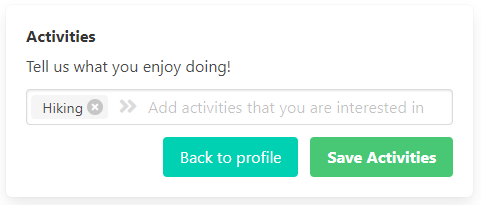 Activities
Tell us what you enjoy doing!
Hiking Add activities that you are interested in
Back to profile Save Activities